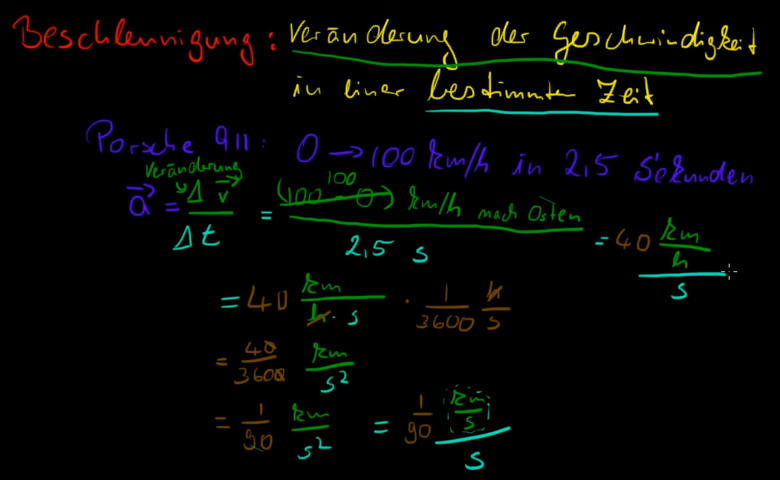 Beschleunigung: Veränderung der Geschwindigkeit
in einer bestimmten Zeit
Porsche 911: 0 → 100 km/h in 2,5 Sekunden
Veränderung
a⃗ = Δ v⃗ / Δ t = (100 - 0) 100 km/h nach Osten / 2,5 s = 40 km/h / s
= 40 km / h · s · 1/3600 h/s
= 40/3600 km/s²
= 1/90 km/s² = 1/90 km/s / s